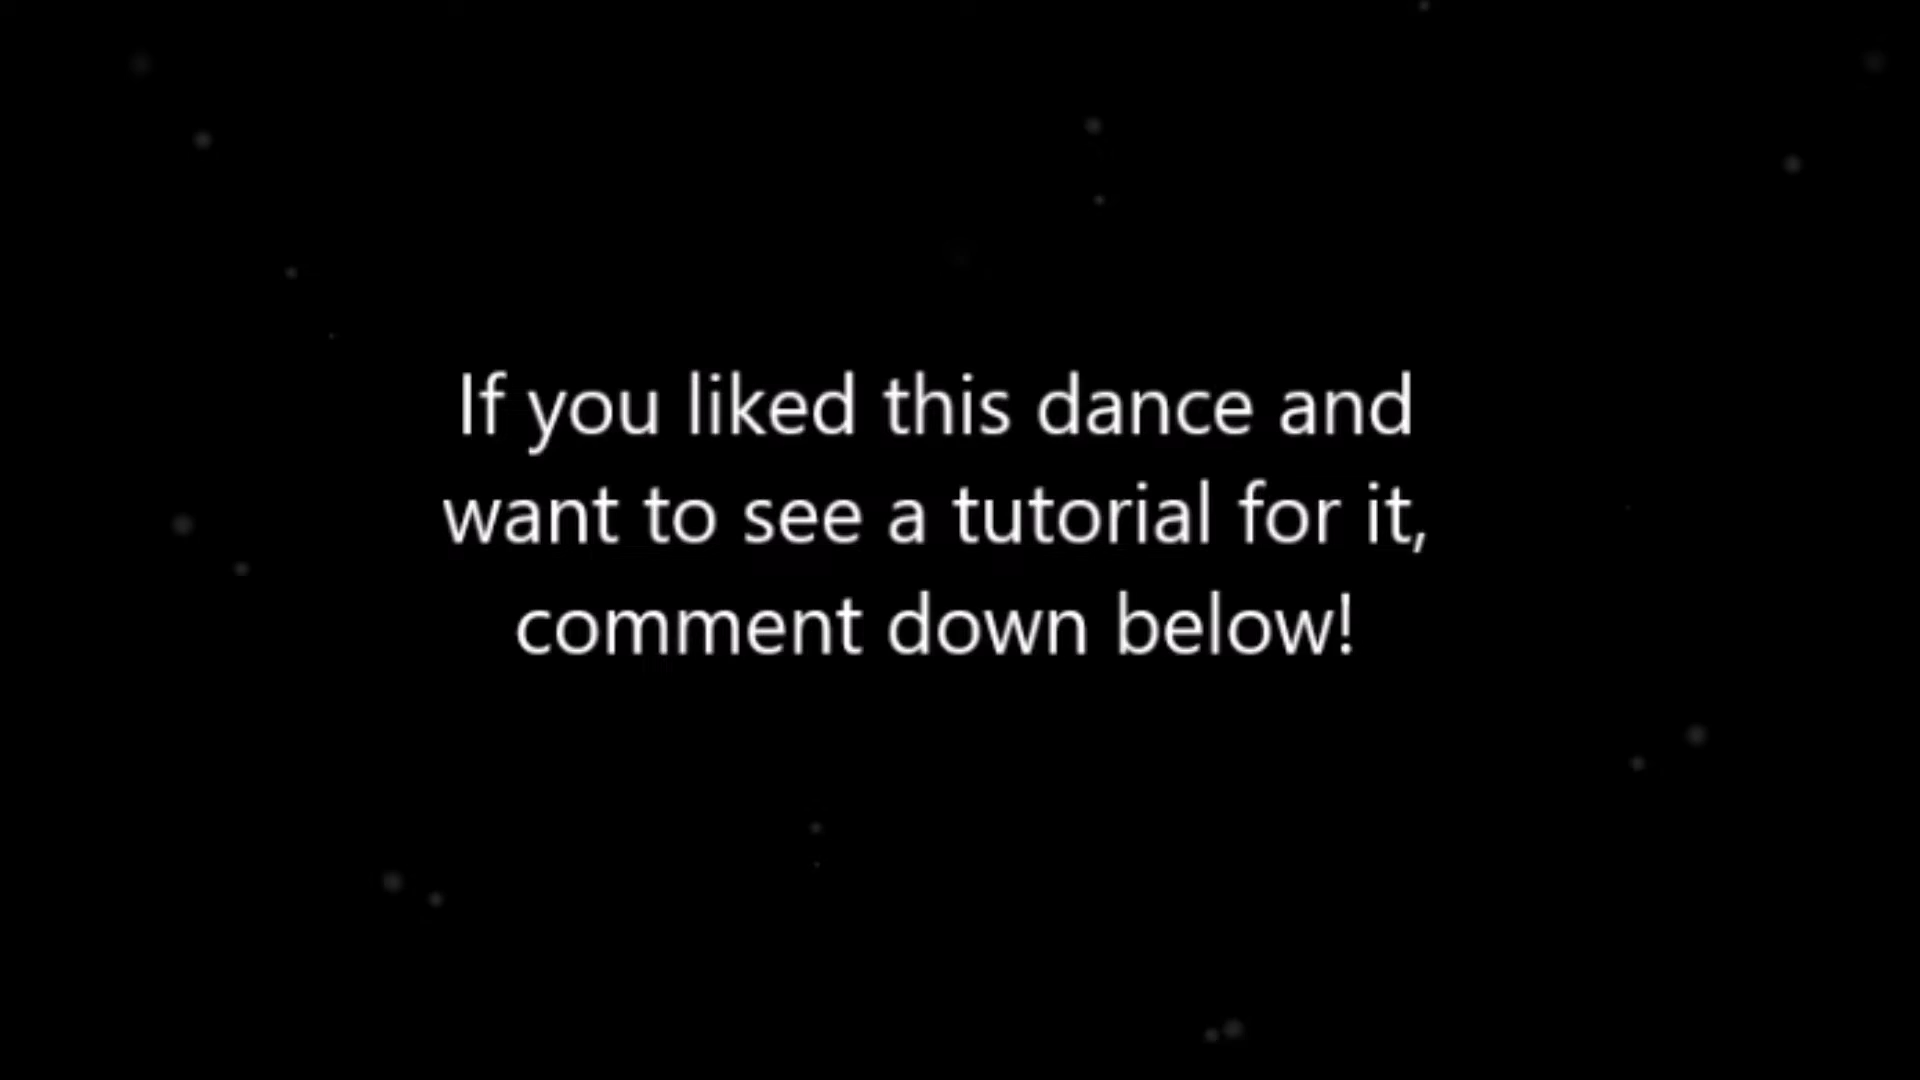 If you liked this dance and
want to see a tutorial for it,
comment down below!